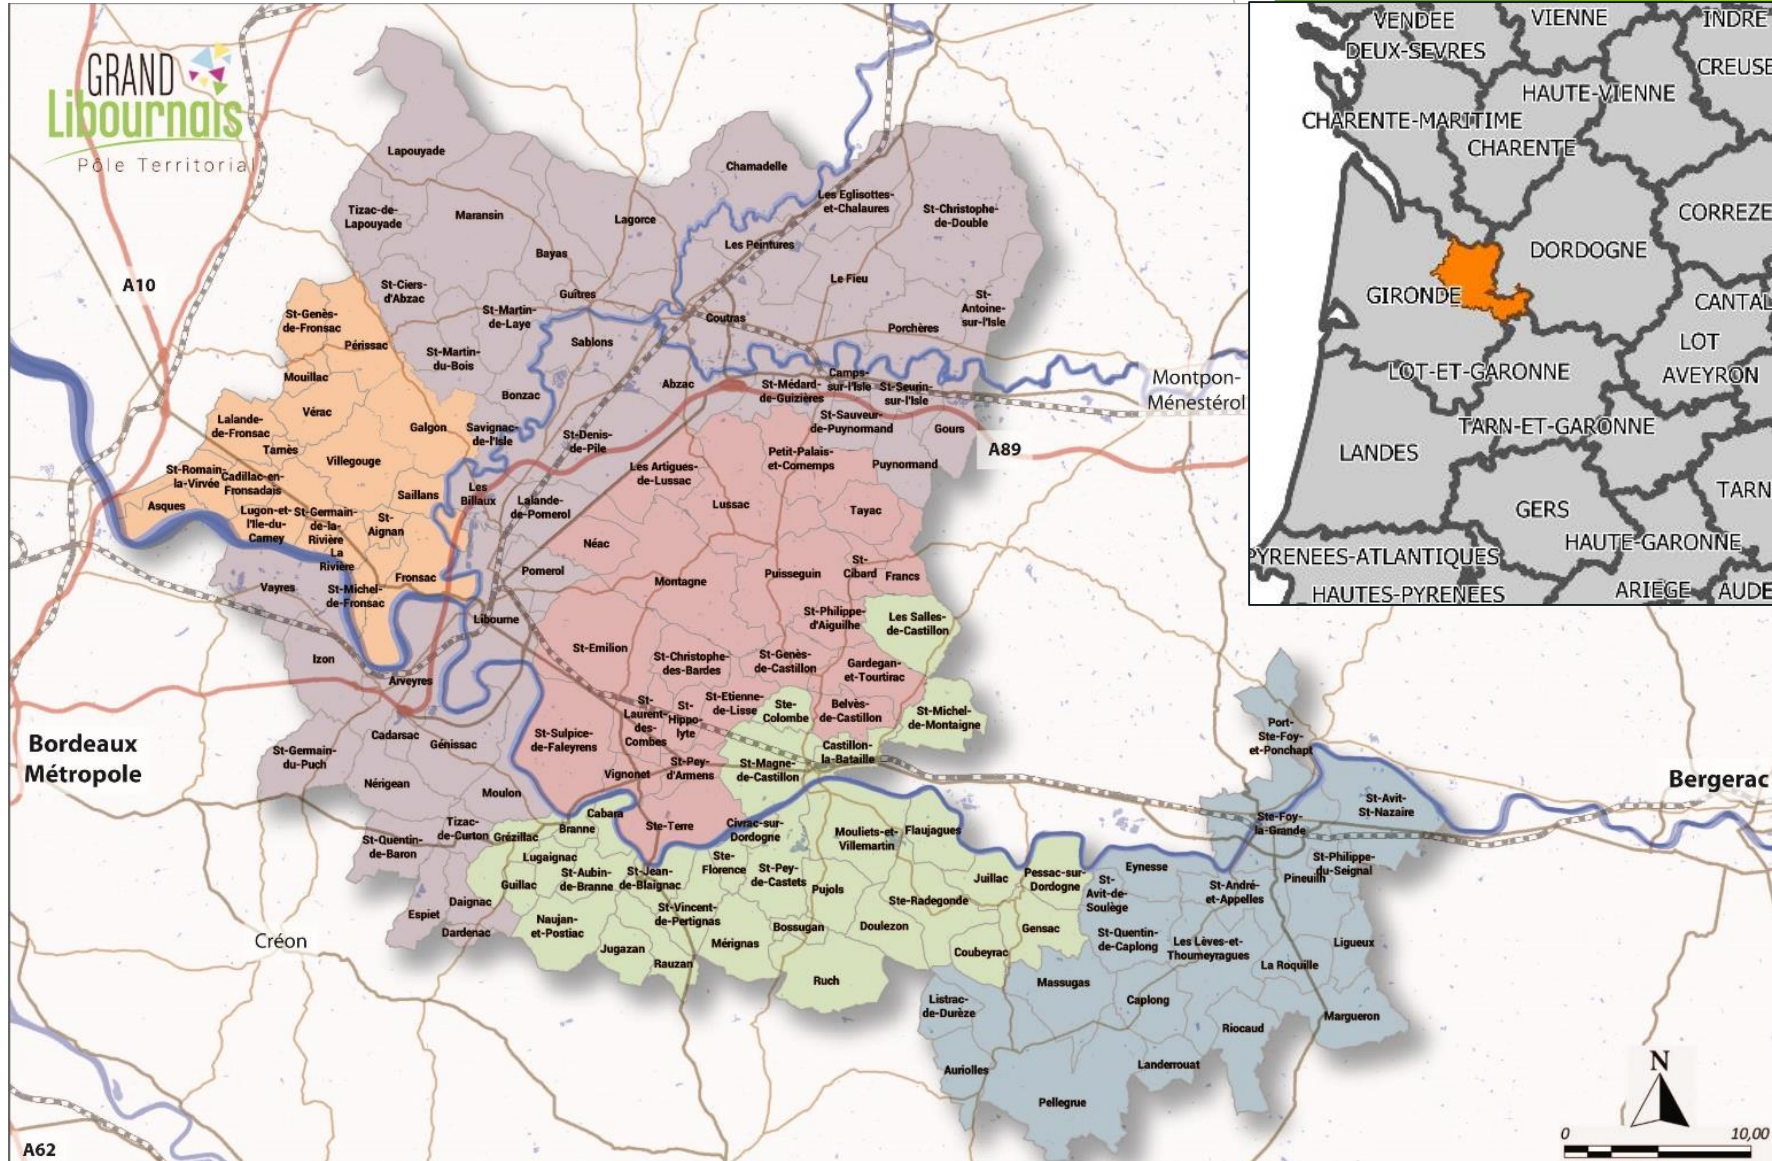 GRAND
Libournais
Pôle Territorial
VENDEE
VIENNE
INDRE
DEUX-SEVRES
CREUSE
HAUTE-VIENNE
CHARENTE-MARITIME
CHARENTE
CORREZE
DORDOGNE
GIRONDE
CANTAL
LOT
LOT-ET-GARONNE
AVEYRON
TARN-ET-GARONNE
LANDES
TARN
GERS
HAUTE-GARONNE
PYRENEES-ATLANTIQUES
HAUTES-PYRENEES
ARIEGE
AUDE
Lapouyade
Chamadelle
Tizac-de-
Lapouyade
Maransin
Lagorce
Les Eglisottes-
et-Chalaures
St-Christophe-
de-Double
Bayas
Les Peintures
A10
St-Ciers-
d'Abzac
Guîtres
Le Fieu
St-
Antoine-
sur-l'Isle
St-Genès-
de-Fronsac
St-Martin-
de-Laye
Coutras
Porchères
Périssac
St-Martin-
du-Bois
Sablons
Mouillac
Bonzac
Abzac
St-Médard-
de-Guizières
Camps-
sur-l'Isle
St-Seurin-
sur-l'Isle
Montpon-
Ménestérol
Vérac
Lalande-
de-Fronsac
Galgon
Savignac-
de-l'Isle
St-Denis-
de-Pile
St-Sauveur-
de-Puynormand
Gours
A89
Tarnès
Villegouge
Petit-Palais-
et-Cornemps
Puynormand
St-Romain-
la-Virvée
Cadillac-en-
Fronsadais
Les Artigues-
de-Lussac
Saillans
Les
Billaux
Lalande-
de-Pomerol
Lussac
Tayac
Asques
Lugon-et-
l'Ile-du-
Carney
St-Germain-
de-la-
Rivière
St-
Aignan
Néac
La
Rivière
Fronsac
Pomerol
Montagne
Puisseguin
St-
Cibard
Francs
Vayres
St-Michel-
de-Fronsac
Libourne
St-Philippe-
d'Aiguilhe
Les Salles-
de-Castillon
Izon
St-Emilion
St-Christophe-
des-Bardes
St-Genès-
de-Castillon
Gardegan-
et-Tourtirac
Arveyres
St-
Laurent-
des-
Combes
St-
Hippo-
lyte
St-Etienne-
de-Lisse
Ste-
Colombe
Belvès-
de-Castillon
St-Michel-
de-Montaigne
Port-
Ste-Foy-
et-Ponchapt
Bordeaux
Métropole
St-Germain-
du-Puch
Cadarsac
Génissac
St-Sulpice-
de-Faleyrens
Castillon-
la-Bataille
Bergerac
Nérigean
Moulon
Vignonet
St-Pey-
d'Armens
St-Magne-
de-Castillon
St-Avit-
St-Nazaire
Tizac-
de-Curton
Grézillac
Branne
Cabara
Ste-Terre
Civrac-sur-
Dordogne
Mouliets-et-
Villemartin
Flaujagues
Ste-Foy-
la-Grande
St-Quentin-
de-Baron
Lugaignac
St-Aubin-
de-Branne
St-Jean-
de-Blaignac
Ste-
Florence
St-Pey-
de-Castets
Pujols
Juillac
Pessac-sur-
Dordogne
Eynesse
St-Philippe-
du-Seignal
Pineuilh
Guillac
Ste-Radegonde
St-
Avit-de-
Soulège
St-André-
et-Appelles
Espiet
Daignac
Dardenac
Naujan-
et-Postiac
St-Vincent-
de-Pertignas
Bossugan
Doulezon
Gensac
St-Quentin-
de-Caplong
Les Lèves-et-
Thoumeyragues
Ligueux
Créon
Jugazan
Rauzan
Mérignas
Coubeyrac
La Roquille
Ruch
Massugas
Listrac-
de-Durèze
Caplong
Riocaud
Margueron
Auriolles
Landerrouat
Pellegrue
N
A62
0
10,00